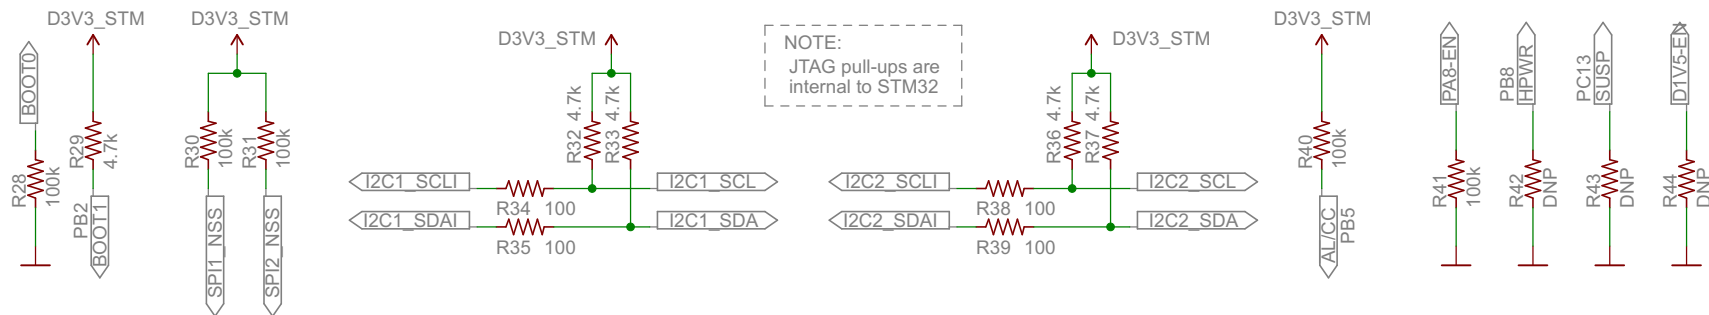 D3V3_STM
BOOT0
R28
100k
R29
4.7k
PB2
BOOT1
D3V3_STM
R30
100k
R31
100k
SPI1_NSS
SPI2_NSS
D3V3_STM
R32 4.7k
R33 4.7k
I2C1_SCLI
R34 100
I2C1_SCL
I2C1_SDAI
R35 100
I2C1_SDA
NOTE:
JTAG pull-ups are
internal to STM32
D3V3_STM
R36 4.7k
R37 4.7k
I2C2_SCLI
R38 100
I2C2_SCL
I2C2_SDAI
R39 100
I2C2_SDA
D3V3_STM
R40
100k
AL/CC
PB5
PA8-EN
R41
100k
PB8
HPWR
R42
DNP
PC13
SUSP
R43
DNP
D1V5-EN
R44
DNP